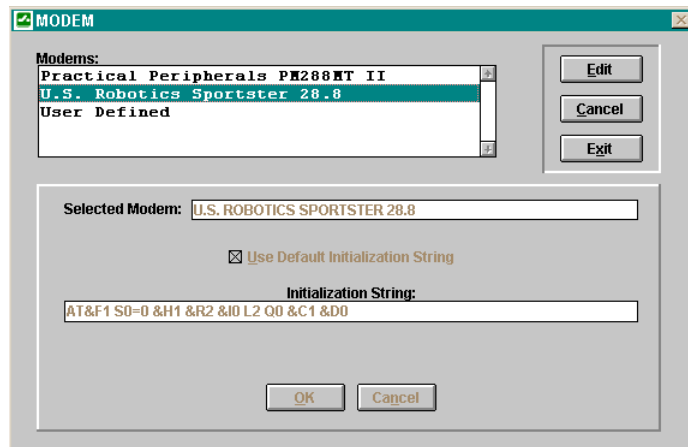 MODEM
Modems:
Practical Peripherals PM288MT II
U.S. Robotics Sportster 28.8
User Defined
Edit
Cancel
Exit
Selected Modem: U.S. ROBOTICS SPORTSTER 28.8
Use Default Initialization String
Initialization String:
AT&F1 S0=0 &H1 &R2 &I0 L2 Q0 &C1 &D0
OK Cancel